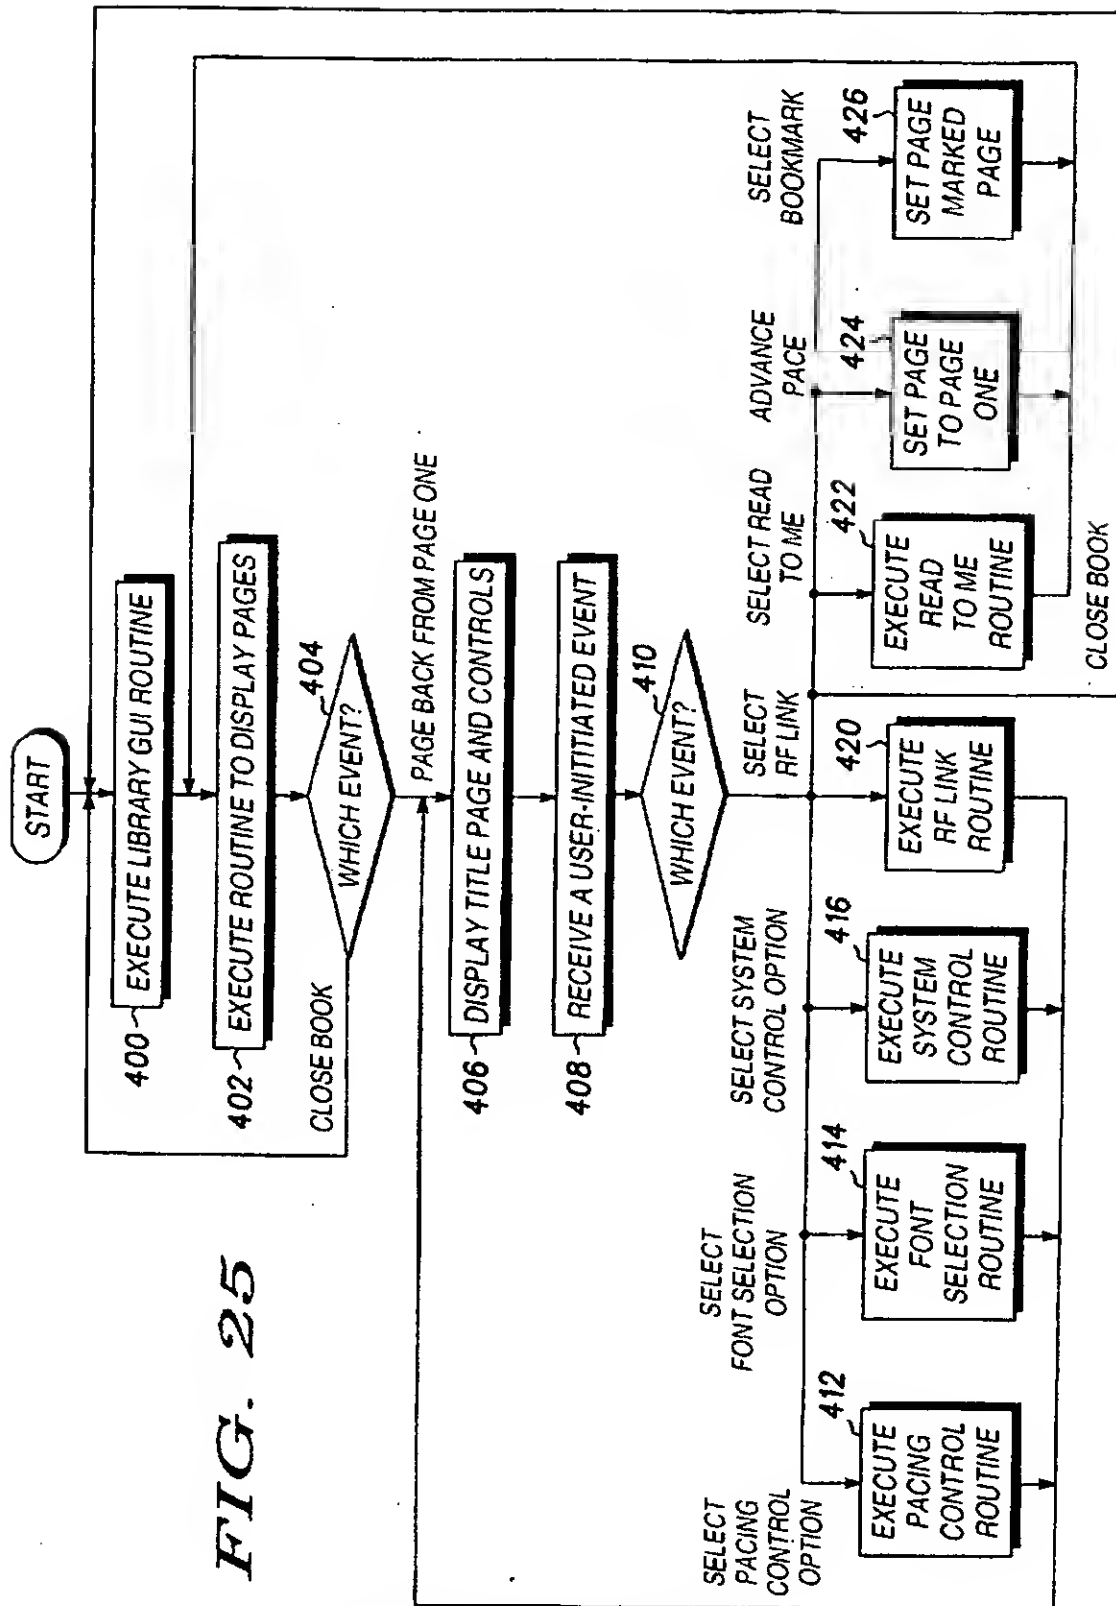 FIG. 25
START
400
EXECUTE LIBRARY GUI ROUTINE
402
EXECUTE ROUTINE TO DISPLAY PAGES
404
WHICH EVENT?
CLOSE BOOK
PAGE BACK FROM PAGE ONE
406
DISPLAY TITLE PAGE AND CONTROLS
408
RECEIVE A USER-INITITIATED EVENT
410
WHICH EVENT?
SELECT
PACING
CONTROL
OPTION
412
EXECUTE
PACING
CONTROL
ROUTINE
SELECT
FONT SELECTION
OPTION
414
EXECUTE
FONT
SELECTION
ROUTINE
SELECT SYSTEM
CONTROL OPTION
416
EXECUTE
SYSTEM
CONTROL
ROUTINE
SELECT
RF LINK
420
EXECUTE
RF LINK
ROUTINE
SELECT READ
TO ME
422
EXECUTE
READ
TO ME
ROUTINE
ADVANCE
PACE
424
SET PAGE
TO PAGE
ONE
SELECT
BOOKMARK
426
SET PAGE
MARKED
PAGE
CLOSE BOOK